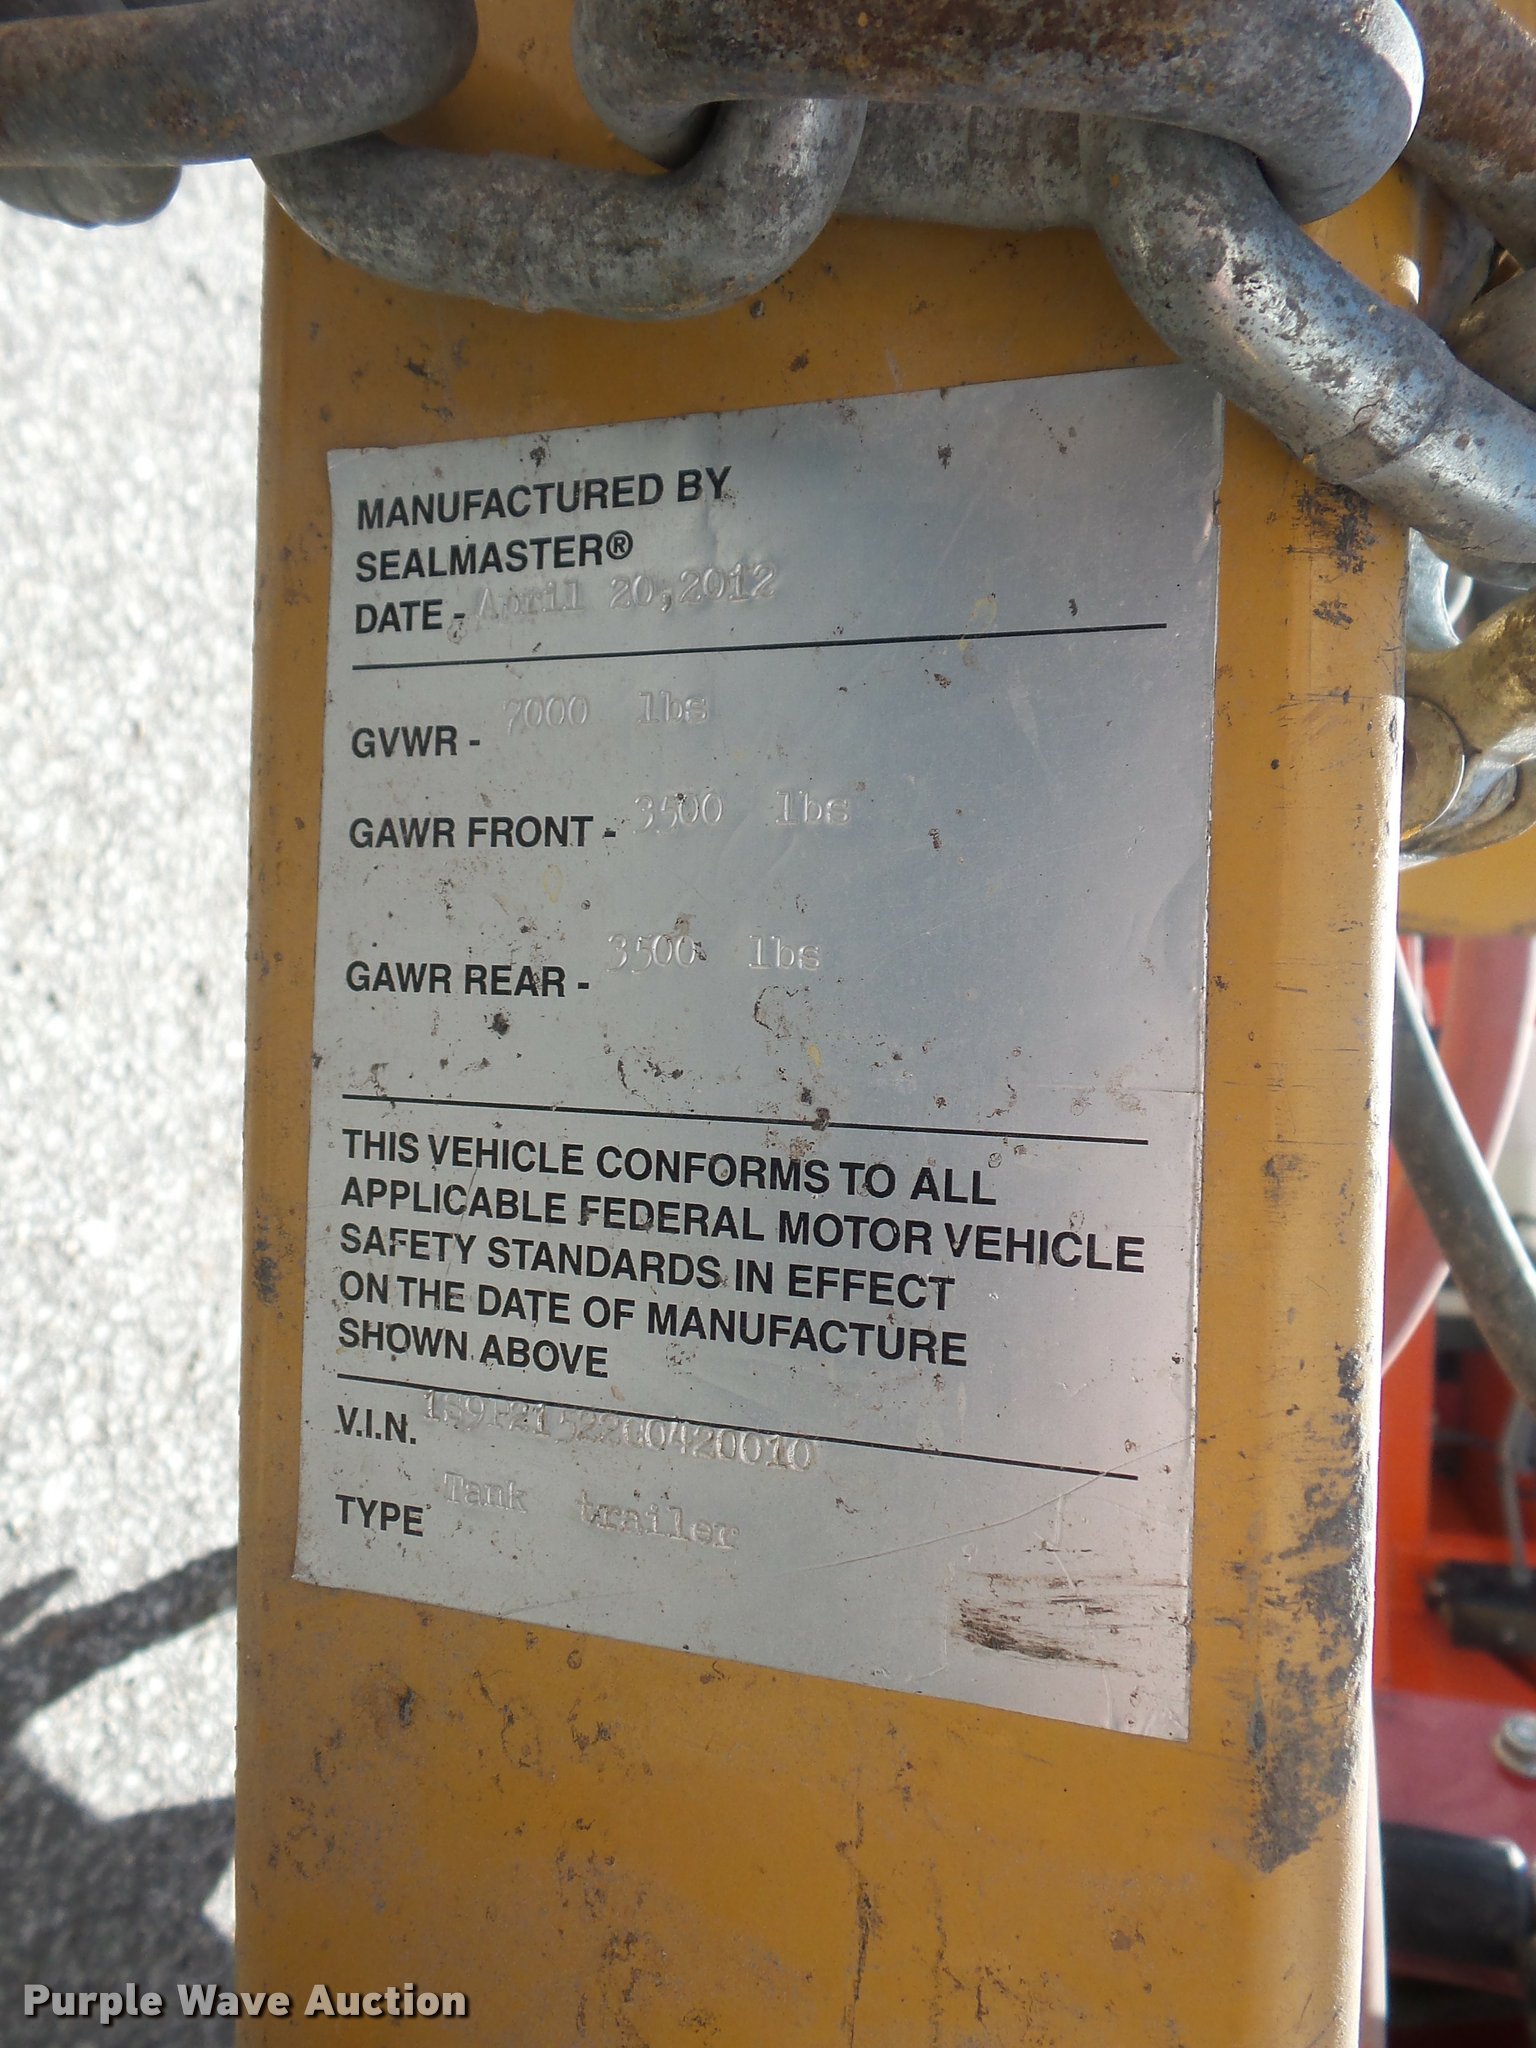 MANUFACTURED BY
SEALMASTER®
DATE - April 20,2012
GVWR - 7000 lbs
GAWR FRONT - 3500 lbs
GAWR REAR - 3500 lbs
THIS VEHICLE CONFORMS TO ALL
APPLICABLE FEDERAL MOTOR VEHICLE
SAFETY STANDARDS IN EFFECT
ON THE DATE OF MANUFACTURE
SHOWN ABOVE
V.I.N.
TYPE Tank trailer
Purple Wave Auction